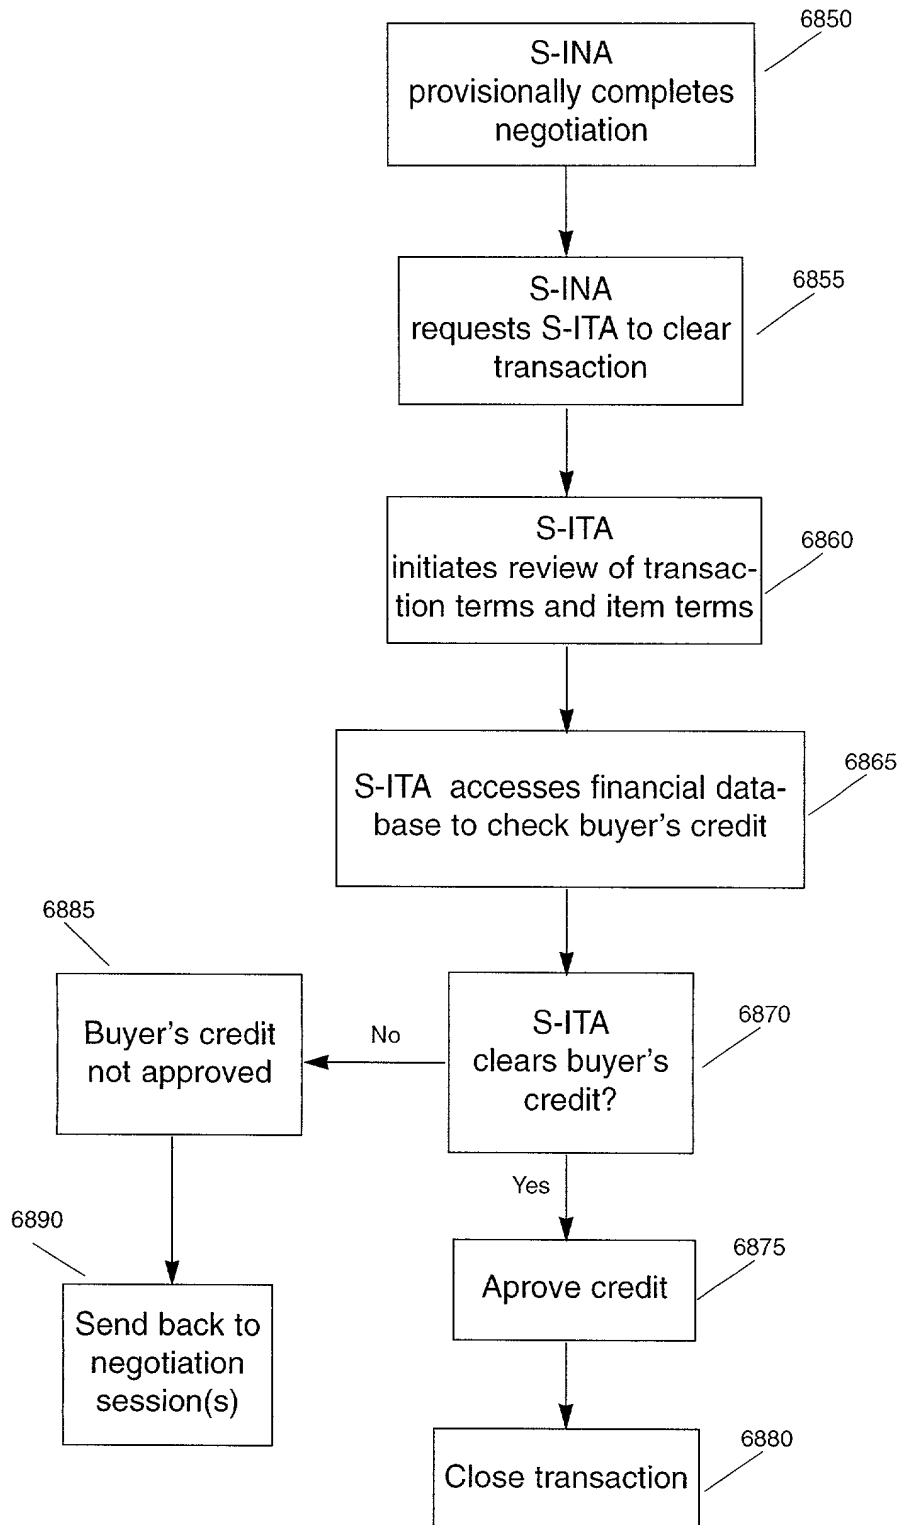 6850
S-INA
provisionally completes
negotiation
6855
S-INA
requests S-ITA to clear
transaction
6860
S-ITA
initiates review of transac-
tion terms and item terms
6865
S-ITA accesses financial data-
base to check buyer's credit
6885
Buyer's credit
not approved
No
6870
S-ITA
clears buyer's
credit?
Yes
6890
Send back to
negotiation
session(s)
6875
Aprove credit
6880
Close transaction